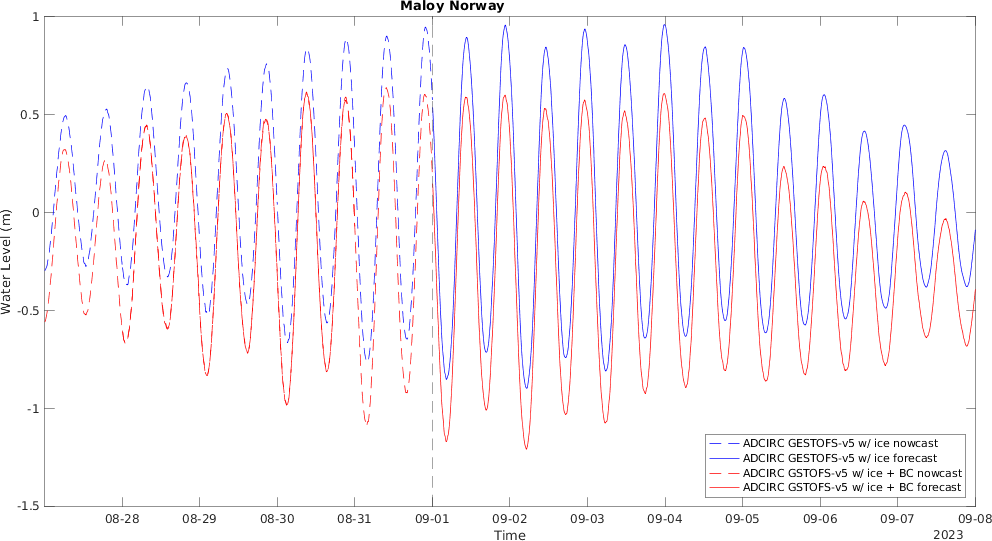 Maloy Norway
1
0.5
0
-0.5
-1
-1.5
Water Level (m)
ADCIRC GESTOFS-v5 w/ ice nowcast
ADCIRC GESTOFS-v5 w/ ice forecast
ADCIRC GSTOFS-v5 w/ ice + BC nowcast
ADCIRC GSTOFS-v5 w/ ice + BC forecast
08-28 08-29 08-30 08-31 09-01 09-02 09-03 09-04 09-05 09-06 09-07 09-08
Time
2023